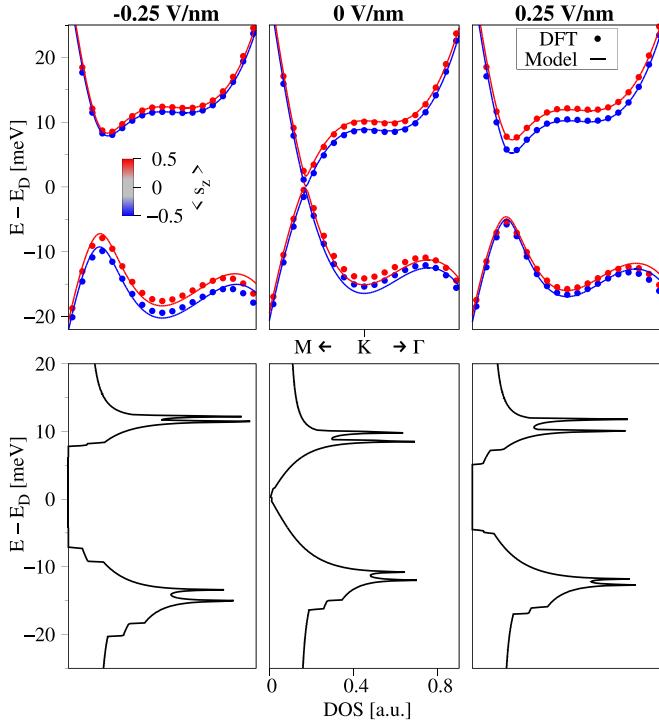 -0.25 V/nm
0 V/nm
0.25 V/nm
E − E_D [meV]
20
10
0
−10
−20
0.5
0
−0.5
< s_z >
DFT
Model
M ← K → Γ
E − E_D [meV]
20
10
0
−10
−20
0
0.4
0.8
DOS [a.u.]